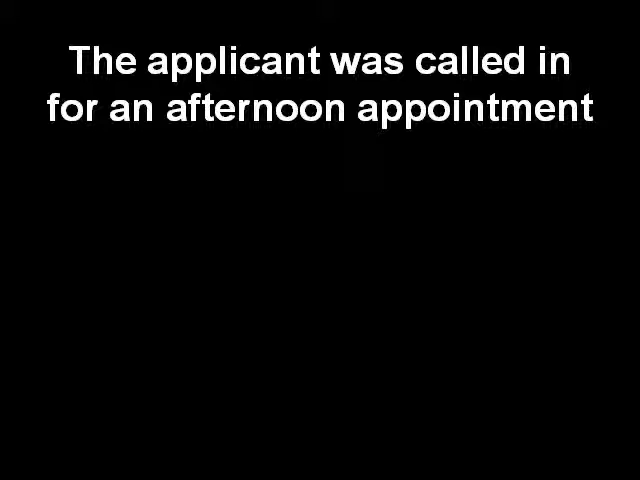 The applicant was called in
for an afternoon appointment